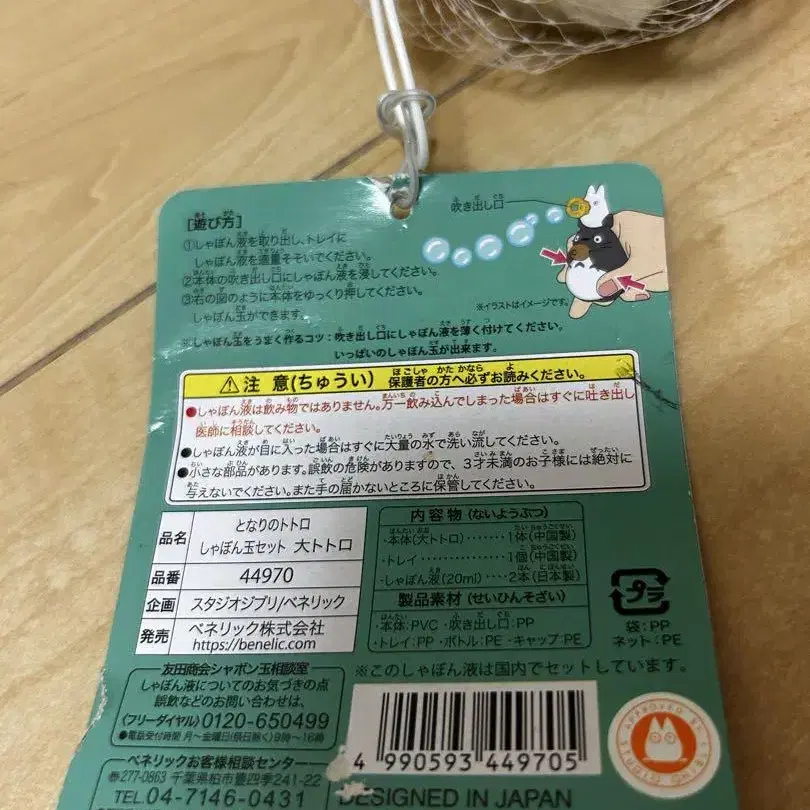 [遊び方]
①しゃぼん液を取り出し、トレイに
しゃぼん液を適量そそいでください。
②本体の吹き出し口にしゃぼん液を浸してください。
③右の図のように本体をゆっくり押してください。
しゃぼん玉ができます。
吹き出し口
※イラストはイメージです。
※しゃぼん玉をうまく作るコツ:吹き出し口にしゃぼん液を薄く付けてください。
いっぱいのしゃぼん玉が出来ます。
⚠注 意(ちゅうい) 保護者の方へ必ずお読みください。
●しゃぼん液は飲み物ではありません。万一飲み込んでしまった場合はすぐに吐き出し
医師に相談してください。
●しゃぼん液が目に入った場合はすぐに大量の水で洗い流してください。
●小さな部品があります。誤飲の危険がありますので、3才未満のお子様には絶対に
与えないでください。また手の届かないところに保管してください。
品名 となりのトトロ
しゃぼん玉セット 大トトロ
品番 44970
企画 スタジオジブリ/ベネリック
発売 ベネリック株式会社
https://benelic.com
内容物(ないようぶつ)
・本体(大トトロ)・・・・・・・1体(中国製)
・トレイ・・・・・・・・・・・・1個(中国製)
・しゃぼん液(20ml)・・・・2本(日本製)
製品素材(せいひんそざい)
・本体:PVC ・吹き出し口:PP
・トレイ:PP ・ボトル:PE ・キャップ:PE
プラ
袋:PP
ネット:PE
友田商会シャボン玉相談室
しゃぼん液についてのお気づきの点
誤飲などのお問い合わせは、
(フリーダイヤル)0120-650499
●電話受付時間 月〜金曜日(祭日除く)9時〜16時
ベネリックお客様相談センター
〒277-0863 千葉県柏市豊四季241-22
TEL 04-7146-0431
※このしゃぼん液は国内でセットしています。
4 990593 449705
DESIGNED IN JAPAN